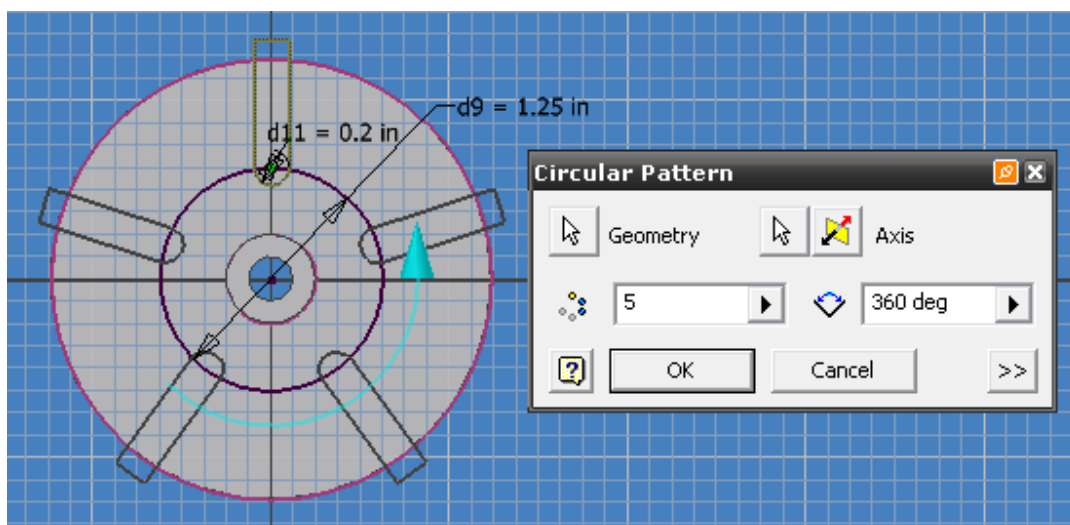 d9 = 1.25 in
d11 = 0.2 in
Circular Pattern
Geometry
Axis
5
360 deg
?
OK
Cancel
>>